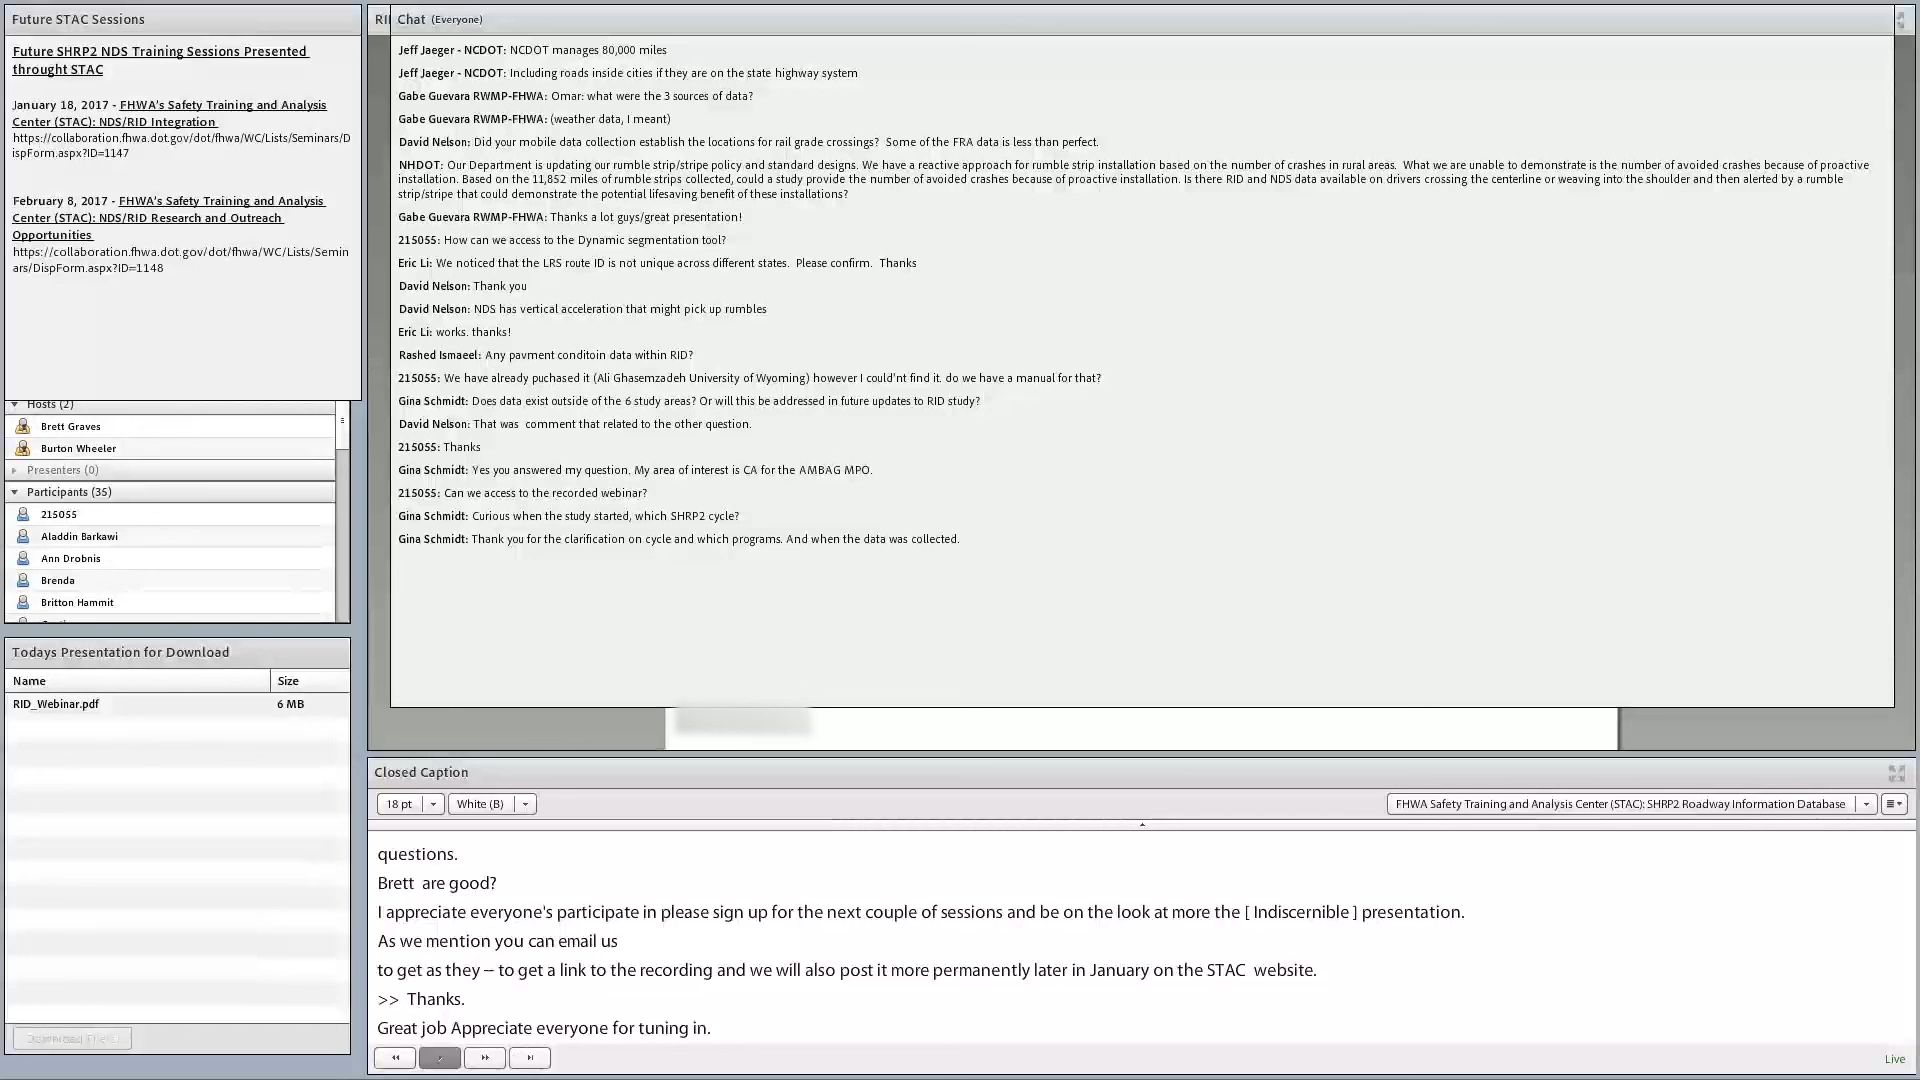 Future STAC Sessions
Future SHRP2 NDS Training Sessions Presented
throught STAC
January 18, 2017 - FHWA's Safety Training and Analysis
Center (STAC): NDS/RID Integration
https://collaboration.fhwa.dot.gov/dot/fhwa/WC/Lists/Seminars/D
ispForm.aspx?ID=1147
February 8, 2017 - FHWA's Safety Training and Analysis
Center (STAC): NDS/RID Research and Outreach
Opportunities
https://collaboration.fhwa.dot.gov/dot/fhwa/WC/Lists/Semin
ars/DispForm.aspx?ID=1148
Hosts (2)
Brett Graves
Burton Wheeler
Presenters (0)
Participants (35)
215055
Aladdin Barkawi
Ann Drobnis
Brenda
Britton Hammit
Todays Presentation for Download
Name Size
RID_Webinar.pdf 6 MB
Download File(s)
Chat (Everyone)
Jeff Jaeger - NCDOT: NCDOT manages 80,000 miles
Jeff Jaeger - NCDOT: Including roads inside cities if they are on the state highway system
Gabe Guevara RWMP-FHWA: Omar: what were the 3 sources of data?
Gabe Guevara RWMP-FHWA: (weather data, I meant)
David Nelson: Did your mobile data collection establish the locations for rail grade crossings? Some of the FRA data is less than perfect.
NHDOT: Our Department is updating our rumble strip/stripe policy and standard designs. We have a reactive approach for rumble strip installation based on the number of crashes in rural areas. What we are unable to demonstrate is the number of avoided crashes because of proactive
installation. Based on the 11,852 miles of rumble strips collected, could a study provide the number of avoided crashes because of proactive installation. Is there RID and NDS data available on drivers crossing the centerline or weaving into the shoulder and then alerted by a rumble
strip/stripe that could demonstrate the potential lifesaving benefit of these installations?
Gabe Guevara RWMP-FHWA: Thanks a lot guys/great presentation!
215055: How can we access to the Dynamic segmentation tool?
Eric Li: We noticed that the LRS route ID is not unique across different states. Please confirm. Thanks
David Nelson: Thank you
David Nelson: NDS has vertical acceleration that might pick up rumbles
Eric Li: works. thanks!
Rashed Ismaeel: Any pavment conditoin data within RID?
215055: We have already puchased it (Ali Ghasemzadeh University of Wyoming) however I could'nt find it. do we have a manual for that?
Gina Schmidt: Does data exist outside of the 6 study areas? Or will this be addressed in future updates to RID study?
David Nelson: That was comment that related to the other question.
215055: Thanks
Gina Schmidt: Yes you answered my question. My area of interest is CA for the AMBAG MPO.
215055: Can we access to the recorded webinar?
Gina Schmidt: Curious when the study started, which SHRP2 cycle?
Gina Schmidt: Thank you for the clarification on cycle and which programs. And when the data was collected.
Closed Caption
18 pt White (B) FHWA Safety Training and Analysis Center (STAC): SHRP2 Roadway Information Database
questions.
Brett are good?
I appreciate everyone's participate in please sign up for the next couple of sessions and be on the look at more the [ Indiscernible ] presentation.
As we mention you can email us
to get as they -- to get a link to the recording and we will also post it more permanently later in January on the STAC website.
>> Thanks.
Great job Appreciate everyone for tuning in.
Live